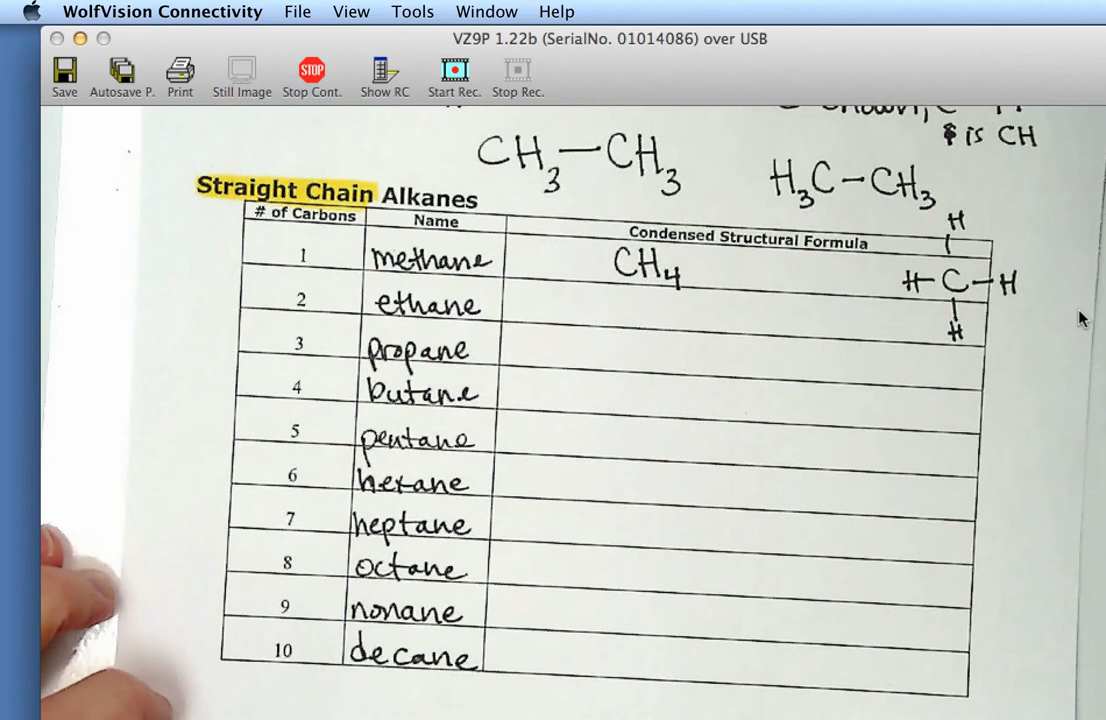 WolfVision Connectivity File View Tools Window Help
VZ9P 1.22b (SerialNo. 01014086) over USB
Save Autosave P. Print Still Image STOP Stop Cont. Show RC Start Rec. Stop Rec.
is CH
CH3—CH3
H3C—CH3
Straight Chain Alkanes
# of Carbons Name Condensed Structural Formula
H
1 methane CH4 H—C—H
H
2 ethane
3 propane
4 butane
5 pentane
6 hexane
7 heptane
8 octane
9 nonane
10 decane